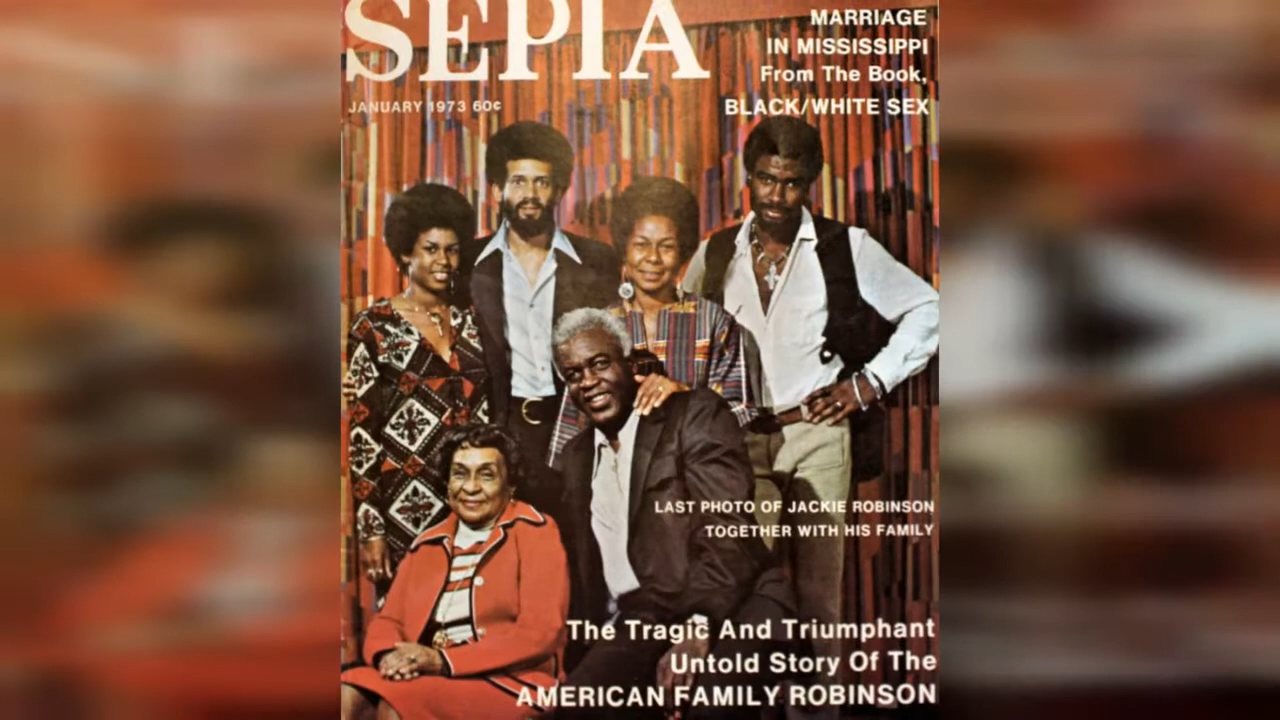 SEPIA
JANUARY 1973 60¢
MARRIAGE
IN MISSISSIPPI
From The Book,
BLACK/WHITE SEX
LAST PHOTO OF JACKIE ROBINSON
TOGETHER WITH HIS FAMILY
The Tragic And Triumphant
Untold Story Of The
AMERICAN FAMILY ROBINSON